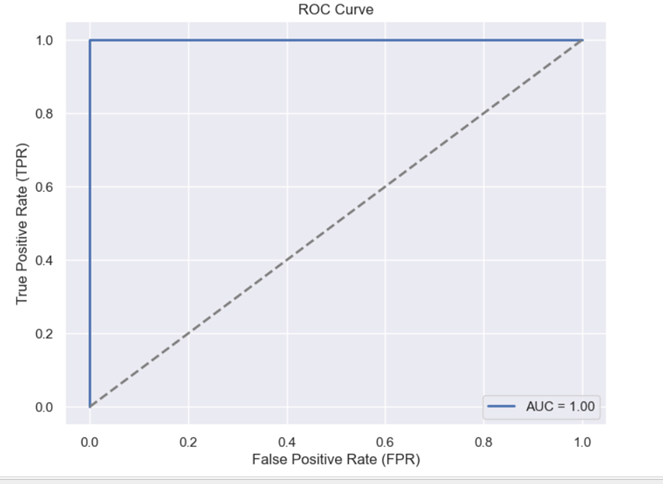 ROC Curve
1.0
0.8
0.6
0.4
0.2
0.0
True Positive Rate (TPR)
AUC = 1.00
0.0 0.2 0.4 0.6 0.8 1.0
False Positive Rate (FPR)